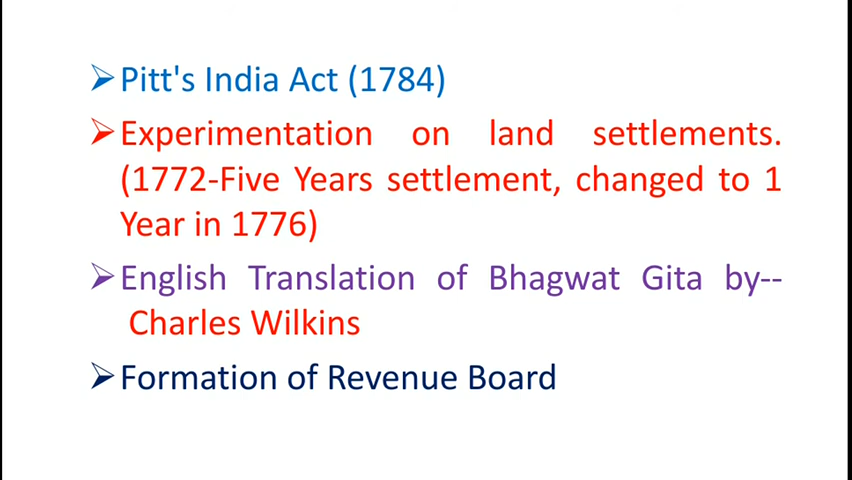 ➢Pitt's India Act (1784)
➢Experimentation on land settlements.
(1772-Five Years settlement, changed to 1
Year in 1776)
➢English Translation of Bhagwat Gita by--
Charles Wilkins
➢Formation of Revenue Board